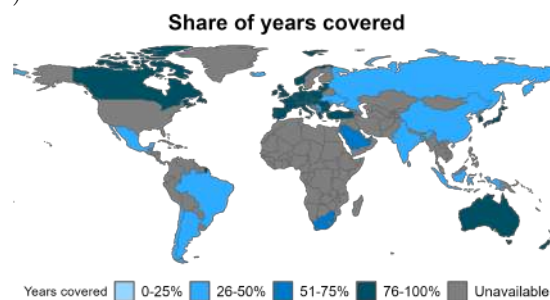 Share of years covered
Years covered 0-25% 26-50% 51-75% 76-100% Unavailable